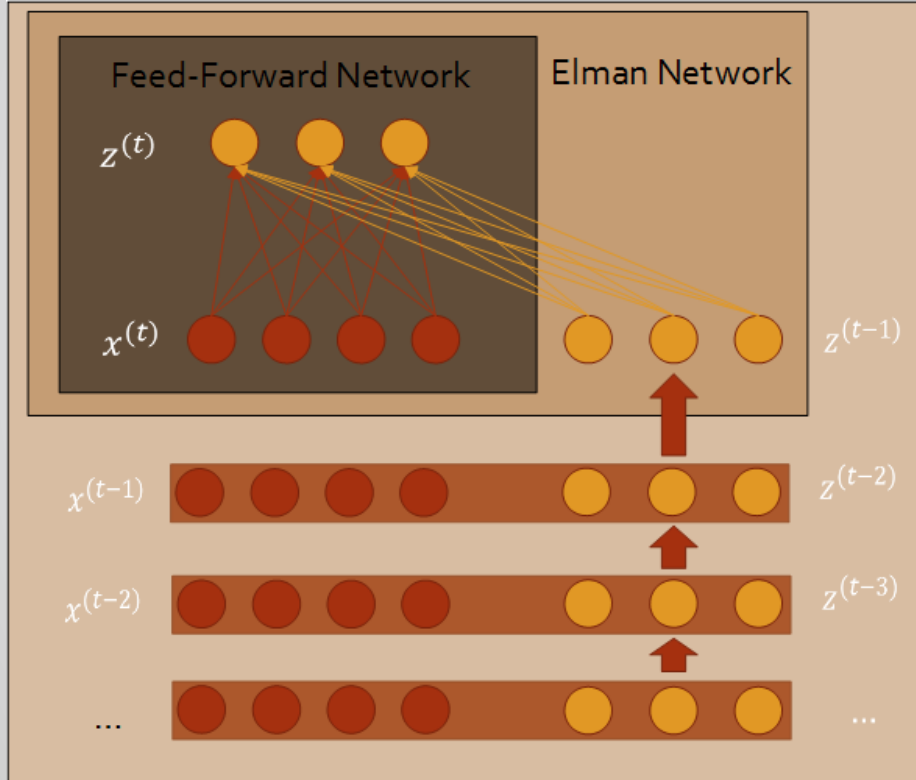 Feed-Forward Network
Elman Network
z^(t)
x^(t)
z^(t−1)
x^(t−1)
z^(t−2)
x^(t−2)
z^(t−3)
...
...